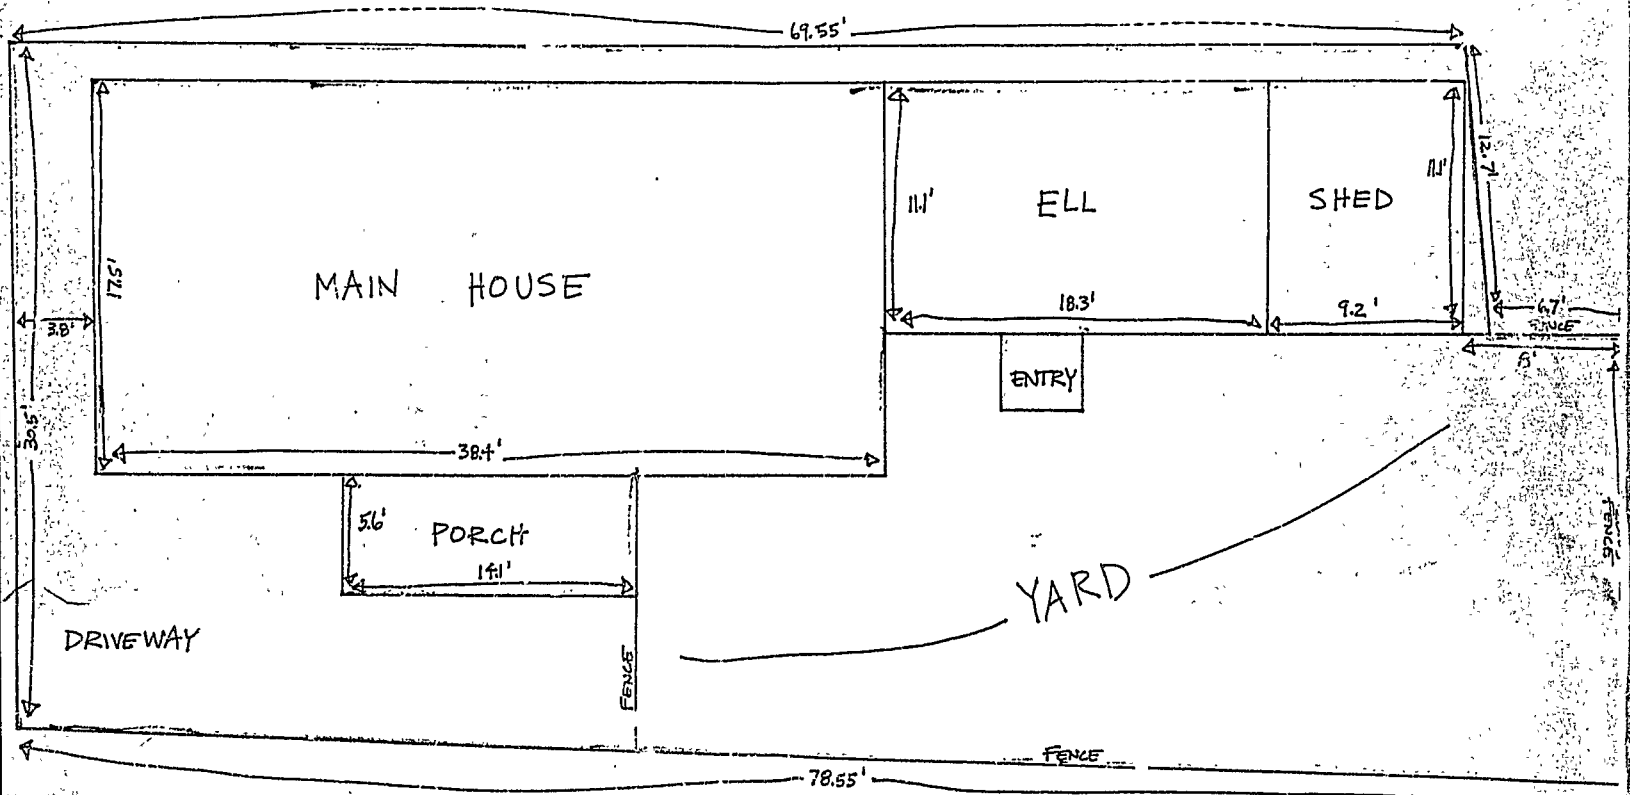 69.55'
12.7'
11.1'
11.1'
ELL
SHED
17.5'
MAIN HOUSE
18.3'
9.2'
6.7'
FENCE
3.8'
8'
ENTRY
30.5'
38.4'
5.6'
PORCH
14.1'
FENCE
YARD
DRIVEWAY
FENCE
FENCE
78.55'